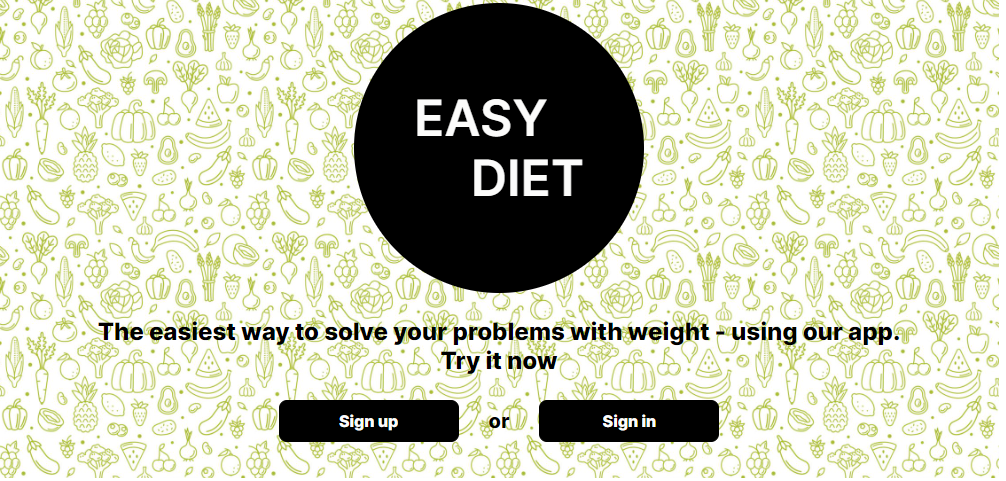 EASY
DIET
The easiest way to solve your problems with weight - using our app.
Try it now
Sign up or Sign in